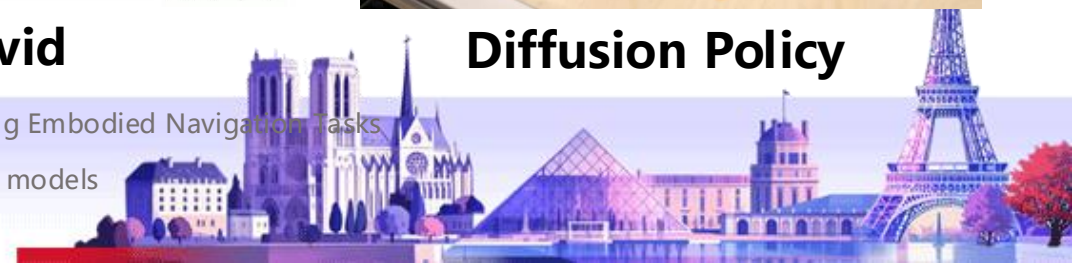 vid
Diffusion Policy
g Embodied Navigation Tasks
models